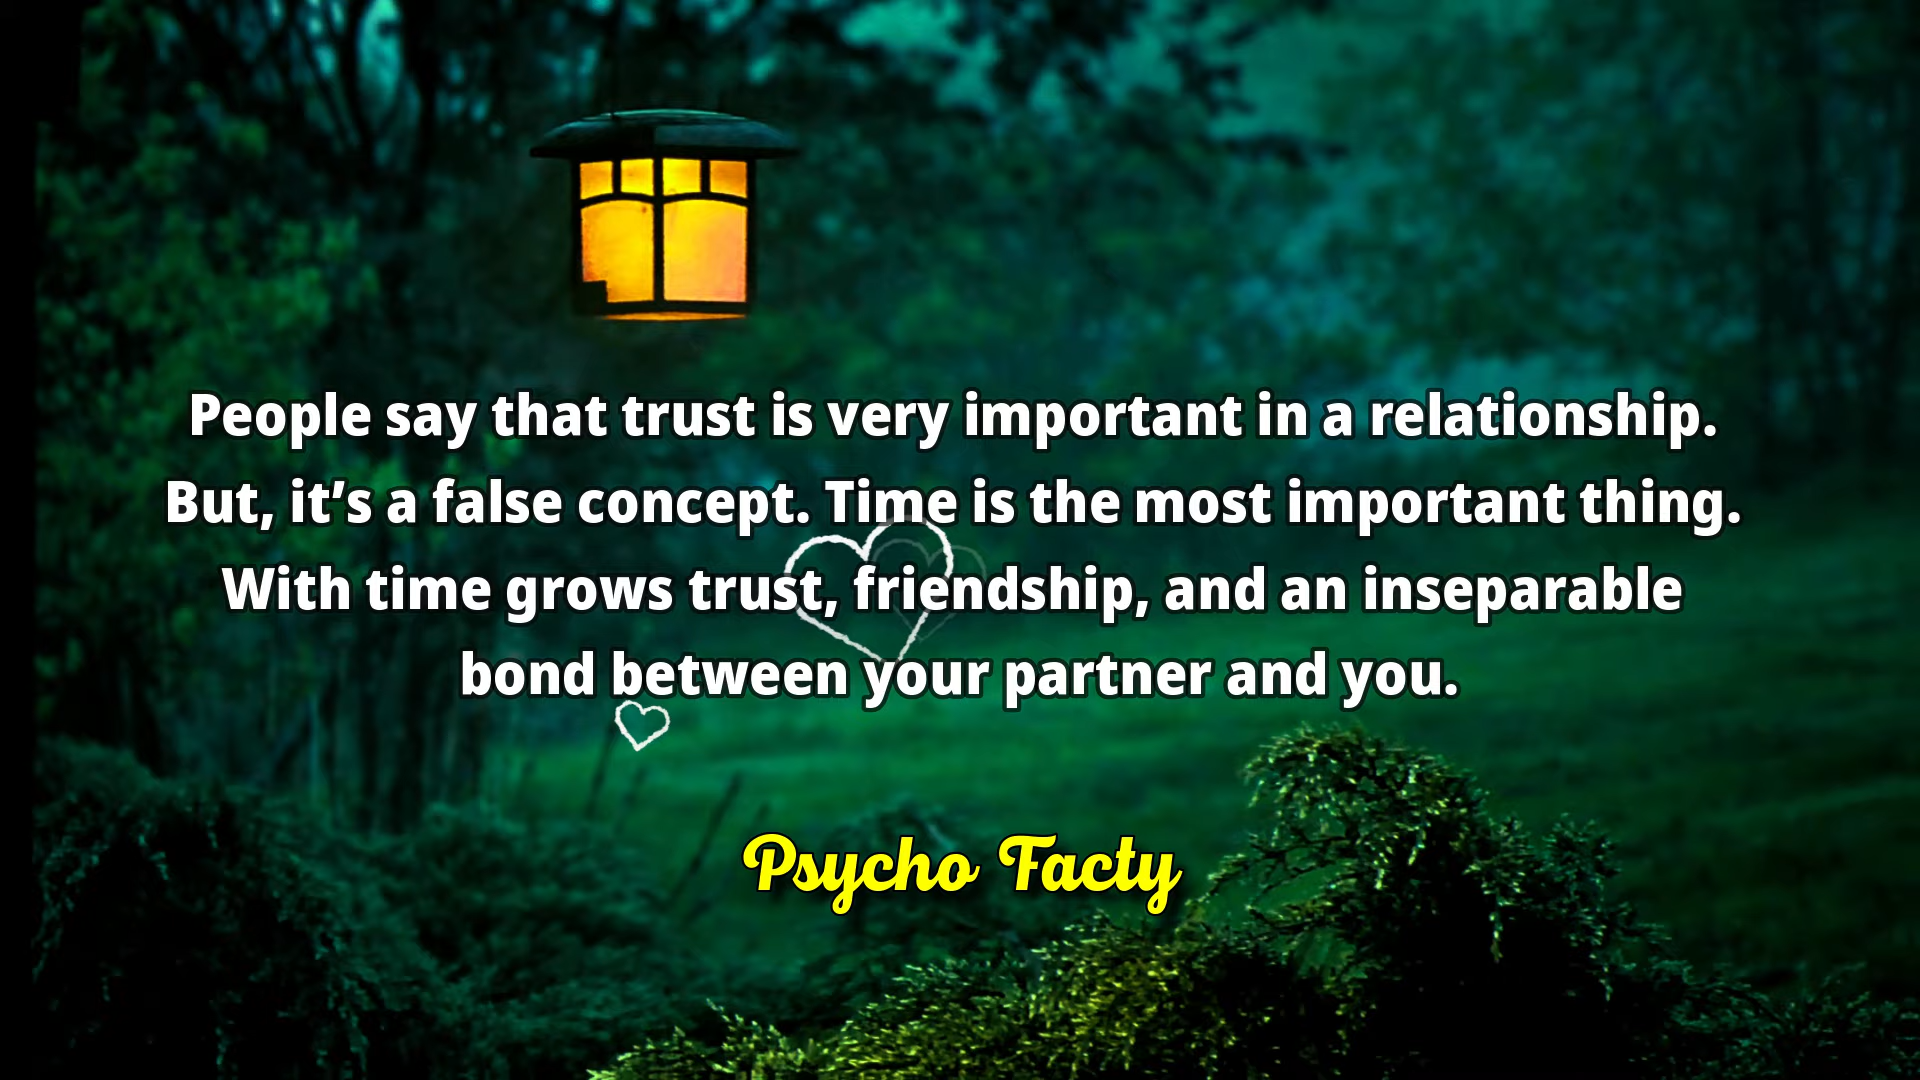 People say that trust is very important in a relationship.
But, it’s a false concept. Time is the most important thing.
With time grows trust, friendship, and an inseparable
bond between your partner and you.
Psycho Facty